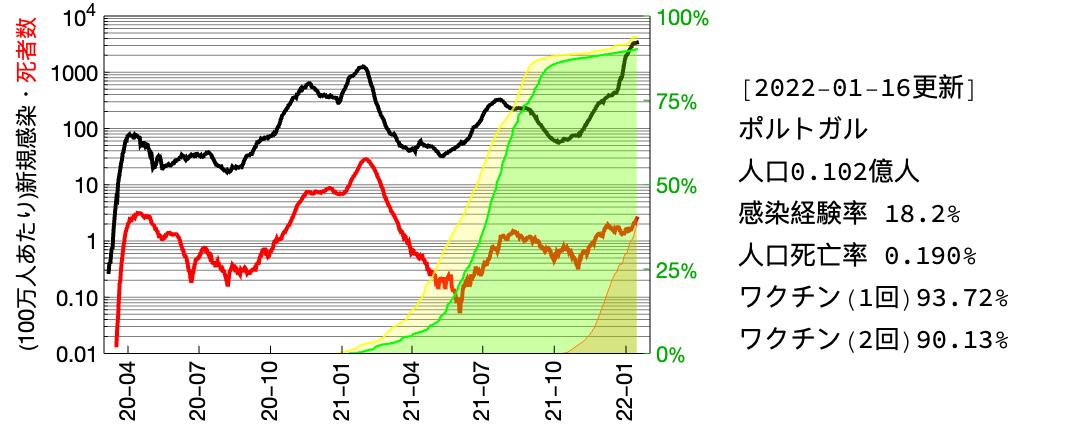 (100万人あたり)新規感染・死者数
10^4
1000
100
10
1
0.10
0.01
100%
75%
50%
25%
0%
20-04
20-07
20-10
21-01
21-04
21-07
21-10
22-01
[2022-01-16更新]
ポルトガル
人口0.102億人
感染経験率 18.2%
人口死亡率 0.190%
ワクチン(1回)93.72%
ワクチン(2回)90.13%